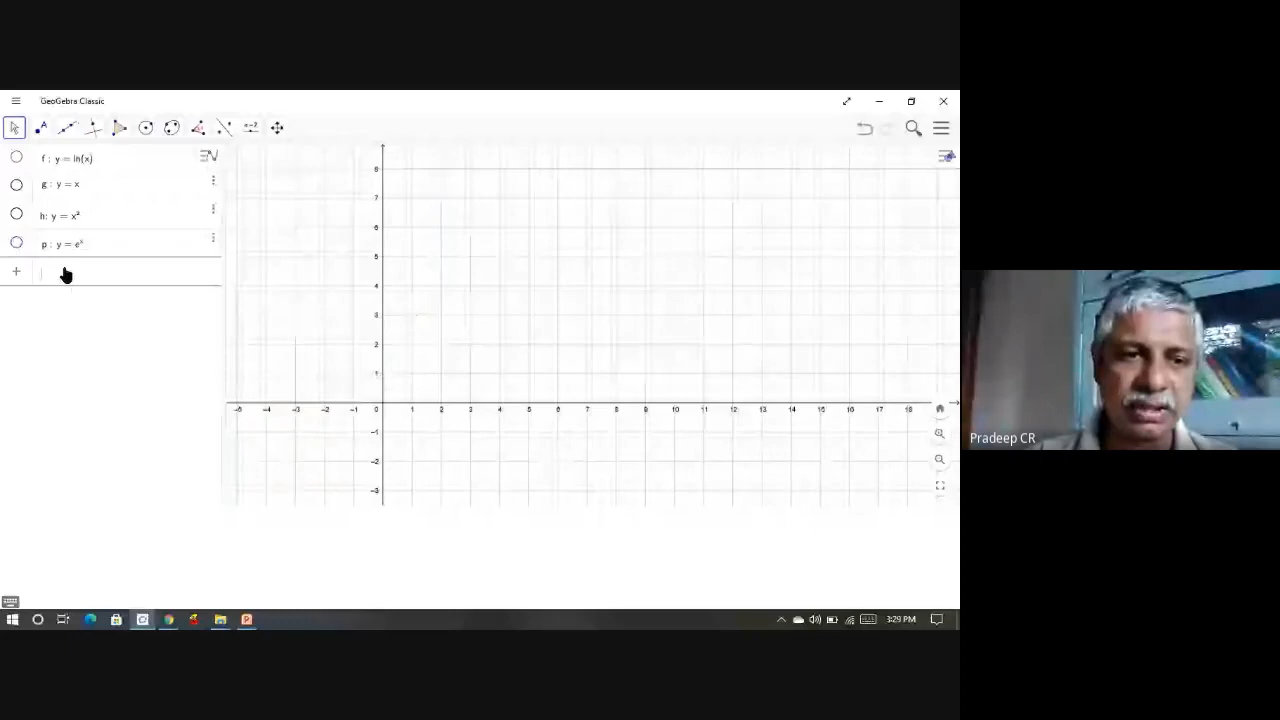 GeoGebra Classic
f : y = ln(x)
g : y = x
h: y = x²
p : y = eˣ
8
7
6
5
4
3
2
1
-5 -4 -3 -2 -1 0 1 2 3 4 5 6 7 8 9 10 11 12 13 14 15 16 17 18
-1
-2
-3
Pradeep CR
3:29 PM